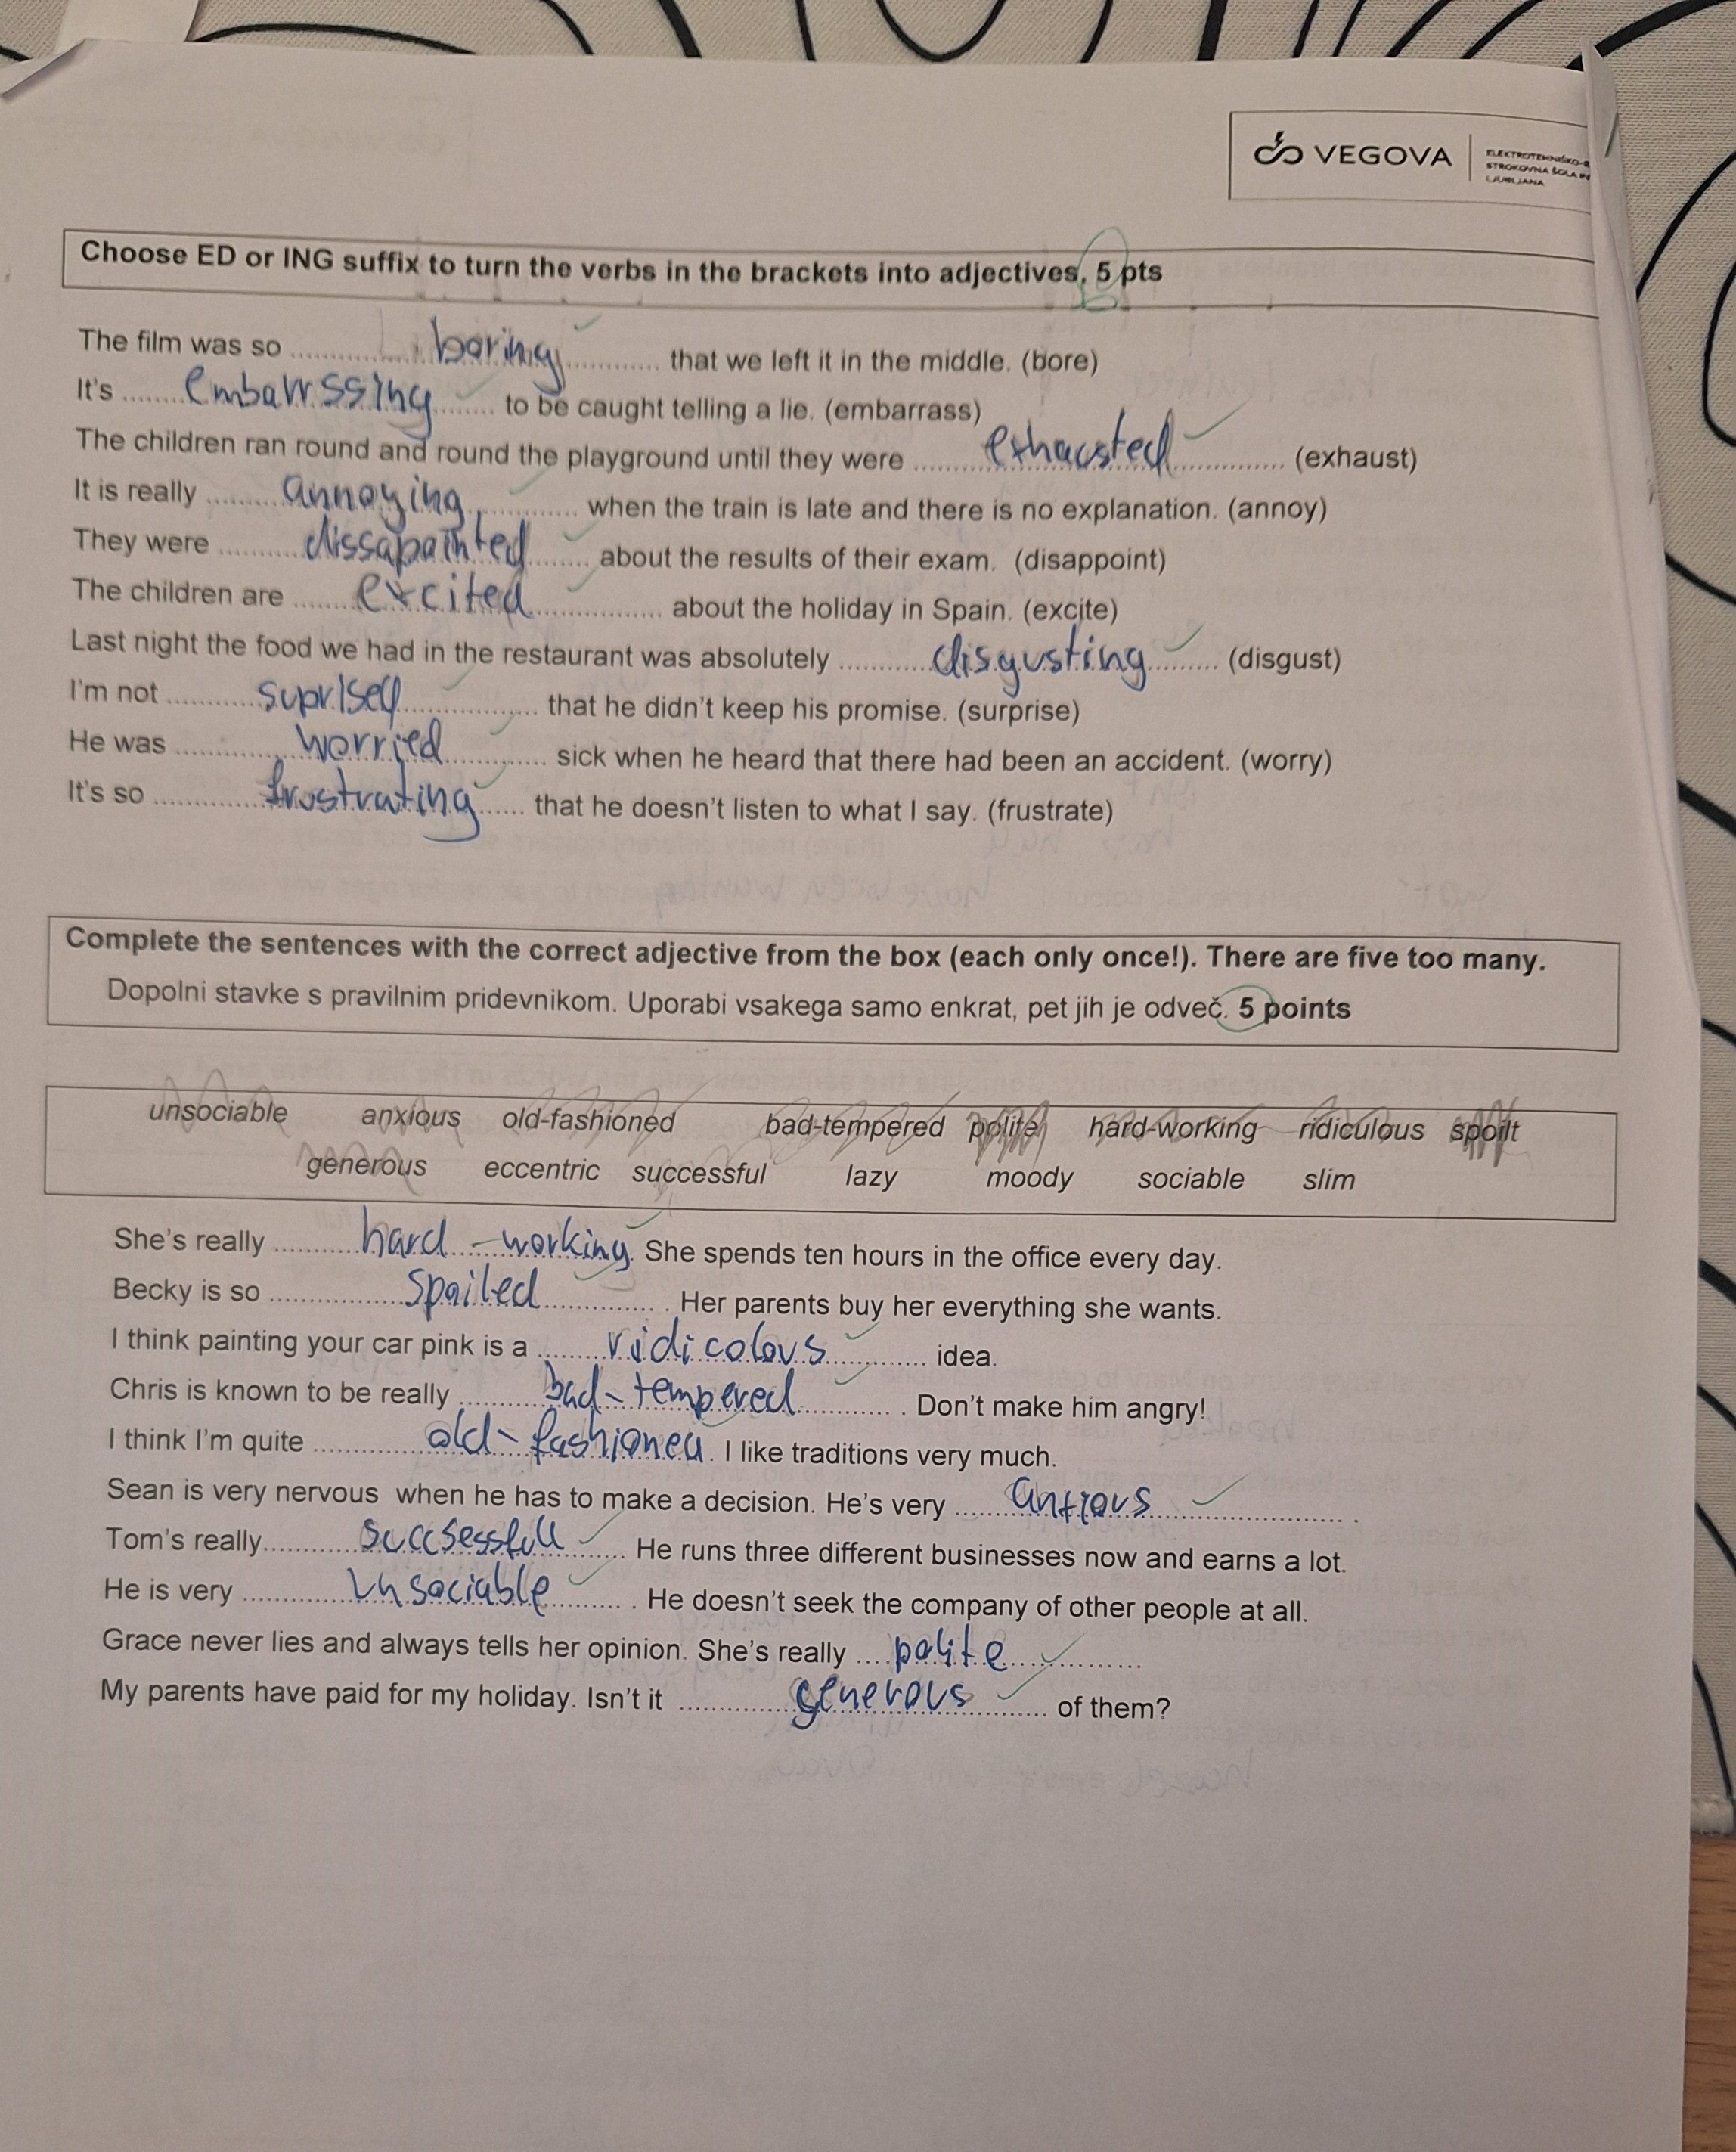 VEGOVA
STROKOVNA ŠOLA IN
LJUBLJANA
Choose ED or ING suffix to turn the verbs in the brackets into adjectives. 5 pts
The film was so .......... boring .......... that we left it in the middle. (bore)
It's .......... embarrssing .......... to be caught telling a lie. (embarrass)
The children ran round and round the playground until they were .......... exhausted .......... (exhaust)
It is really .......... annoying .......... when the train is late and there is no explanation. (annoy)
They were .......... dissapointed .......... about the results of their exam. (disappoint)
The children are .......... excited .......... about the holiday in Spain. (excite)
Last night the food we had in the restaurant was absolutely .......... disgusting .......... (disgust)
I'm not .......... suprised .......... that he didn't keep his promise. (surprise)
He was .......... worried .......... sick when he heard that there had been an accident. (worry)
It's so .......... frustrating .......... that he doesn't listen to what I say. (frustrate)
Complete the sentences with the correct adjective from the box (each only once!). There are five too many.
Dopolni stavke s pravilnim pridevnikom. Uporabi vsakega samo enkrat, pet jih je odveč. 5 points
unsociable anxious old-fashioned bad-tempered polite hard-working ridiculous spoilt
generous eccentric successful lazy moody sociable slim
She's really .......... hard-working. She spends ten hours in the office every day.
Becky is so .......... spoiled .......... . Her parents buy her everything she wants.
I think painting your car pink is a .......... ridicolous .......... idea.
Chris is known to be really .......... bad-tempered .......... . Don't make him angry!
I think I'm quite .......... old-fashioned. I like traditions very much.
Sean is very nervous when he has to make a decision. He's very .......... anxious .......... .
Tom's really.......... succsessfull .......... He runs three different businesses now and earns a lot.
He is very .......... unsociable .......... . He doesn't seek the company of other people at all.
Grace never lies and always tells her opinion. She's really .... polite ..........
My parents have paid for my holiday. Isn't it .......... generous .......... of them?